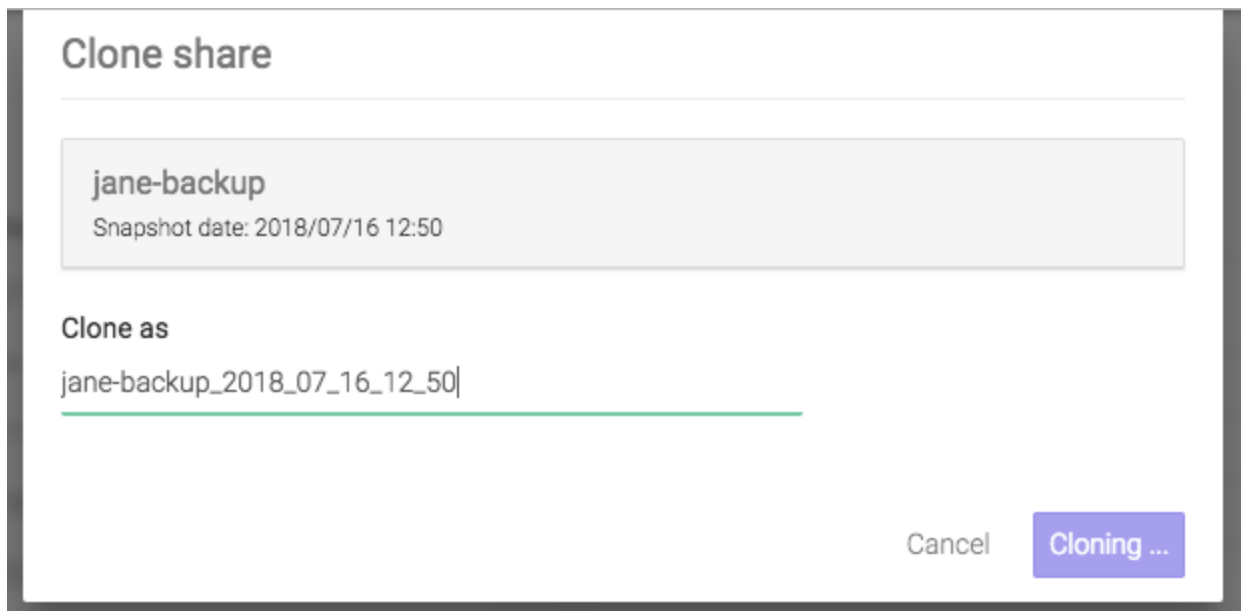 Clone share
jane-backup
Snapshot date: 2018/07/16 12:50
Clone as
jane-backup_2018_07_16_12_50
Cancel
Cloning ...